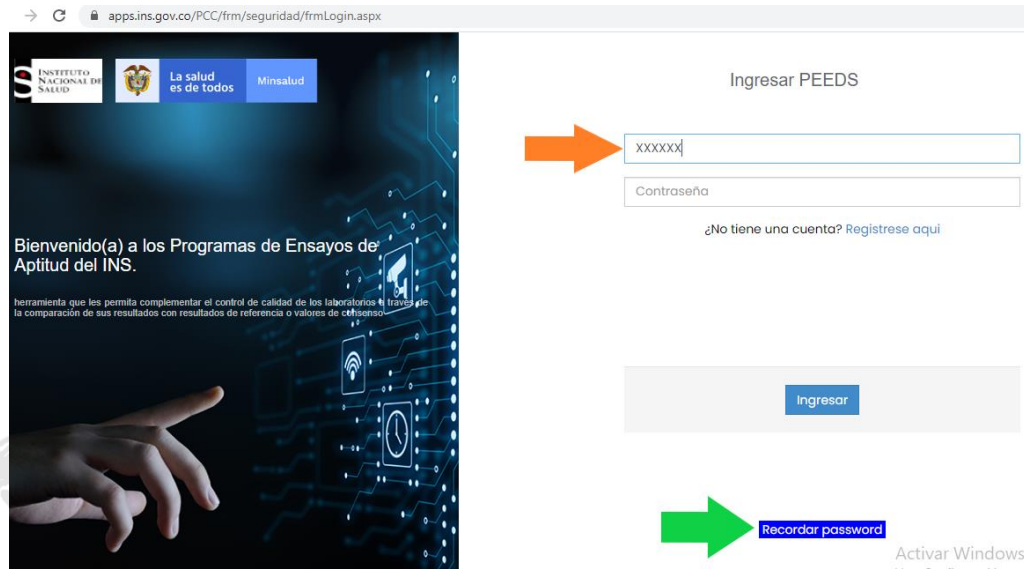 apps.ins.gov.co/PCC/frm/seguridad/frmLogin.aspx
INSTITUTO
NACIONAL DE
SALUD
La salud
es de todos
Minsalud
Bienvenido(a) a los Programas de Ensayos de
Aptitud del INS.
herramienta que les permita complementar el control de calidad de los laboratorios a través de
la comparación de sus resultados con resultados de referencia o valores de consenso
Ingresar PEEDS
xxxxxx
Contraseña
¿No tiene una cuenta? Registrese aqui
Ingresar
Recordar password
Activar Windows